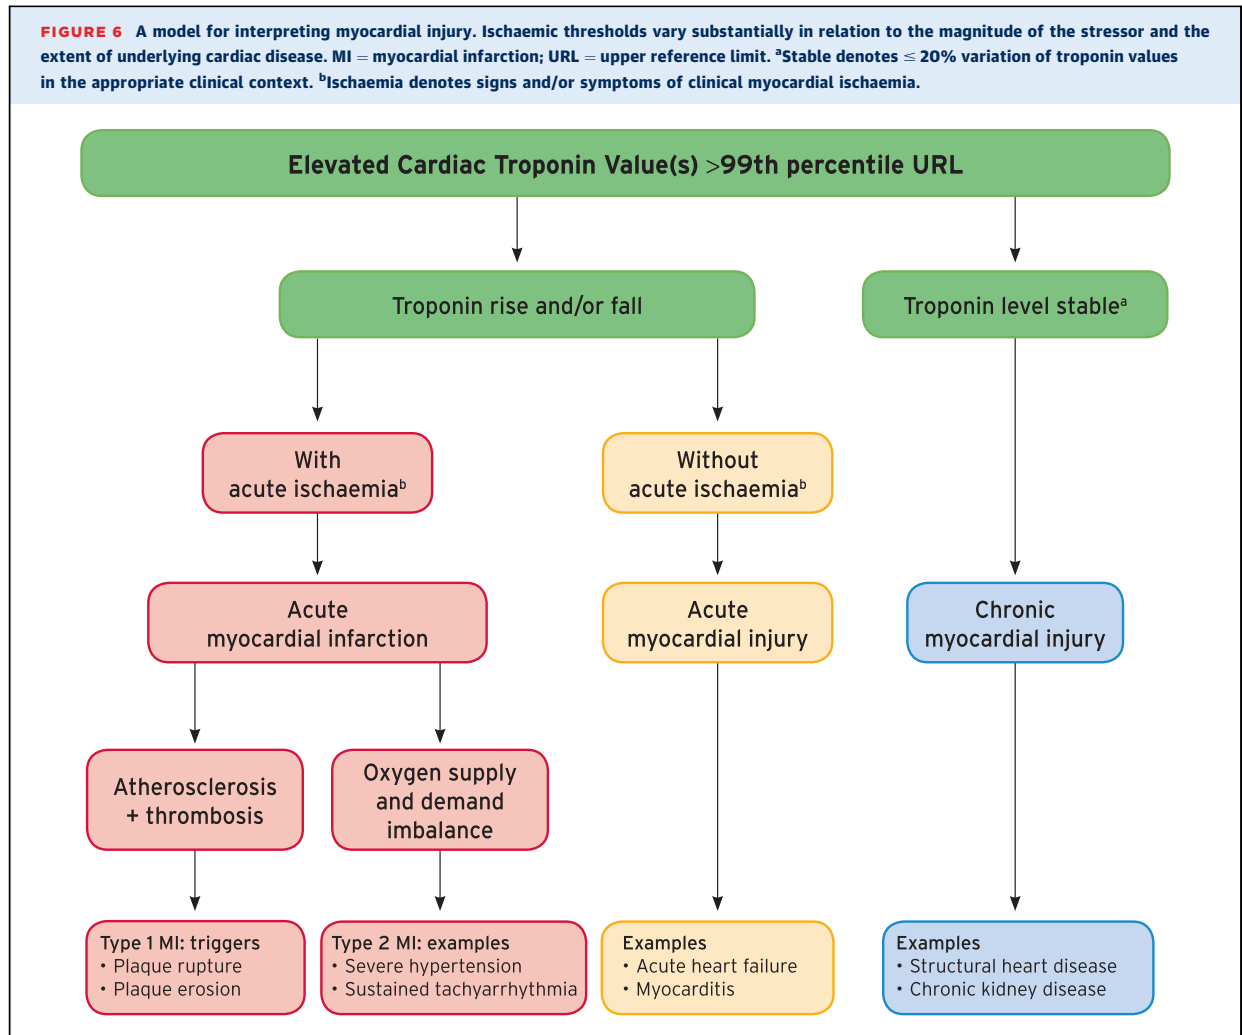 FIGURE 6 A model for interpreting myocardial injury. Ischaemic thresholds vary substantially in relation to the magnitude of the stressor and the
extent of underlying cardiac disease. MI = myocardial infarction; URL = upper reference limit. ᵃStable denotes ≤ 20% variation of troponin values
in the appropriate clinical context. ᵇIschaemia denotes signs and/or symptoms of clinical myocardial ischaemia.
Elevated Cardiac Troponin Value(s) >99th percentile URL
Troponin rise and/or fall
Troponin level stableᵃ
With
acute ischaemiaᵇ
Without
acute ischaemiaᵇ
Acute
myocardial infarction
Acute
myocardial injury
Chronic
myocardial injury
Atherosclerosis
+ thrombosis
Oxygen supply
and demand
imbalance
Type 1 MI: triggers
• Plaque rupture
• Plaque erosion
Type 2 MI: examples
• Severe hypertension
• Sustained tachyarrhythmia
Examples
• Acute heart failure
• Myocarditis
Examples
• Structural heart disease
• Chronic kidney disease